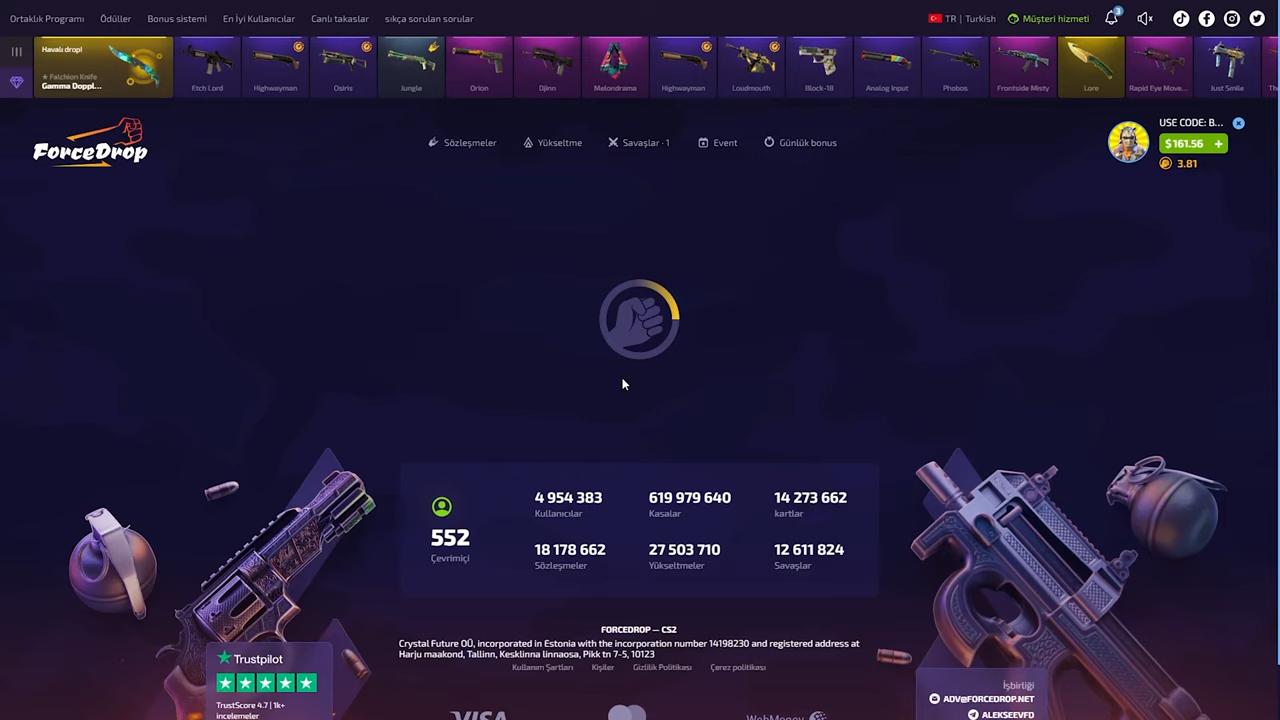 Ortaklık Programı Ödüller Bonus sistemi En İyi Kullanıcılar Canlı takaslar sıkça sorulan sorular
TR | Turkish Müşteri hizmeti 3
Havalı drop!
★ Falchion Knife
Gamma Doppl...
Etch Lord
Highwayman
Osiris
Jungle
Orion
Djinn
Melondrama
Highwayman
Loudmouth
Block-18
Analog Input
Phobos
Frontside Misty
Lore
Rapid Eye Move...
Just Smile
ForceDrop
Sözleşmeler Yükseltme Savaşlar · 1 Event Günlük bonus
USE CODE: B...
$161.56 +
3.81
552
Çevrimiçi
4 954 383
Kullanıcılar
619 979 640
Kasalar
14 273 662
kartlar
18 178 662
Sözleşmeler
27 503 710
Yükseltmeler
12 611 824
Savaşlar
FORCEDROP — CS2
Crystal Future OÜ, incorporated in Estonia with the incorporation number 14198230 and registered address at
Harju maakond, Tallinn, Kesklinna linnaosa, Pikk tn 7-5, 10123
Kullanım Şartları Kişiler Gizlilik Politikası Çerez politikası
Trustpilot
TrustScore 4.7 | 1k+
incelemeler
VISA
WebMoney
İşbirliği
ADV@FORCEDROP.NET
ALEKSEEVFD